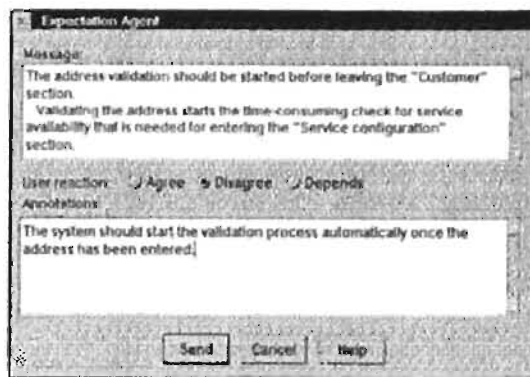 Expectation Agent
Message:
The address validation should be started before leaving the "Customer"
section.
Validating the address starts the time-consuming check for service
availability that is needed for entering the "Service configuration"
section.
User reaction: Agree Disagree Depends
Annotations:
The system should start the validation process automatically once the
address has been entered.
Send Cancel Help